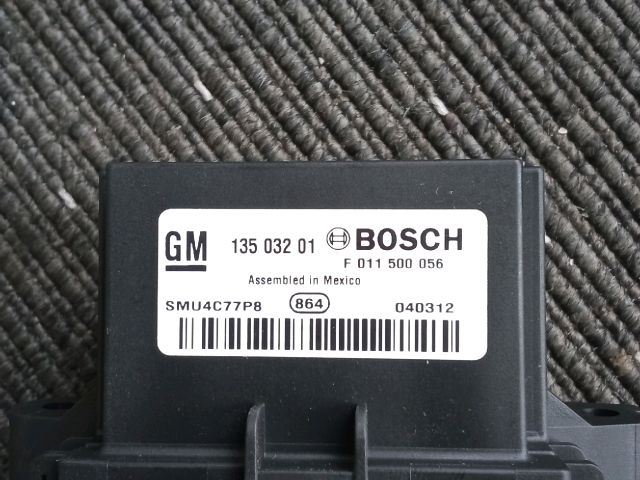 GM 135 032 01 BOSCH
F 011 500 056
Assembled in Mexico
SMU4C77P8 864 040312